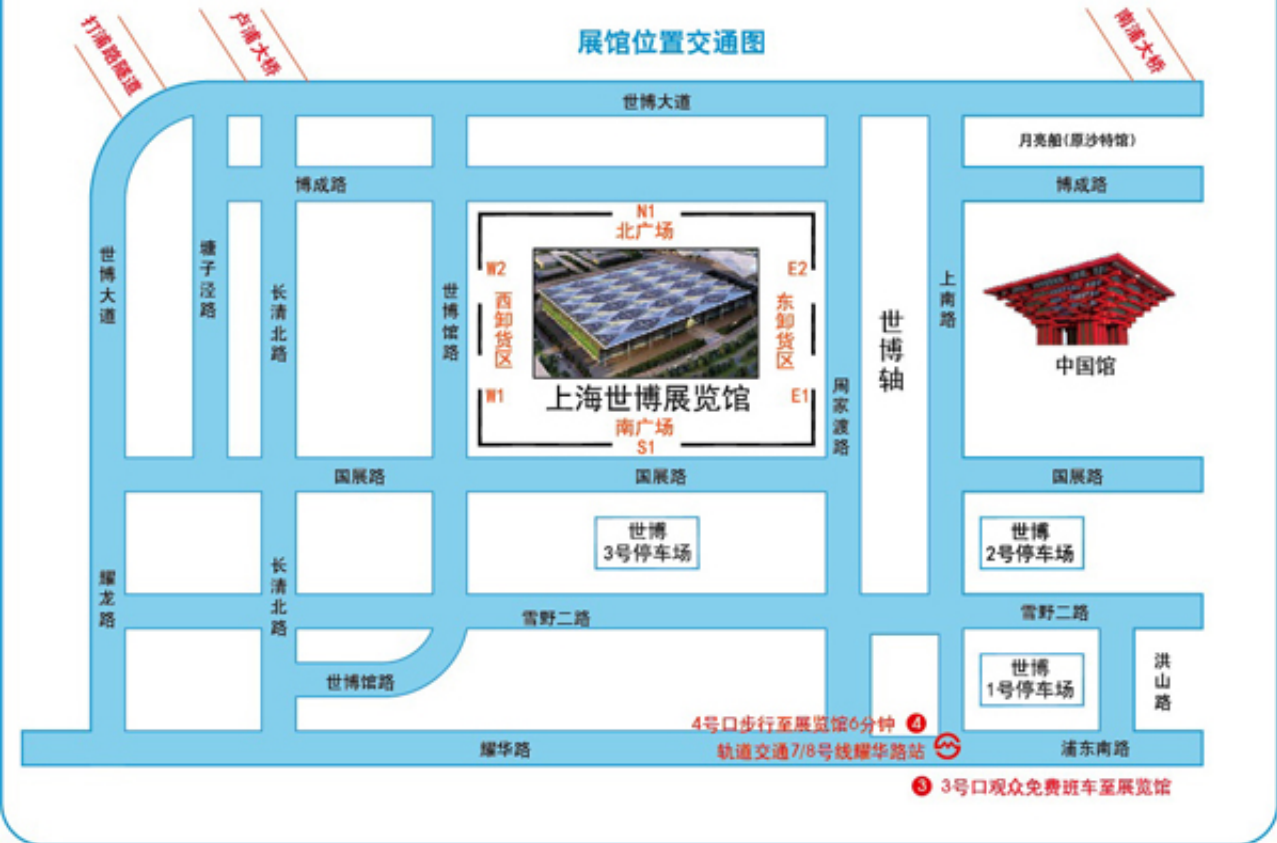 打浦路隧道
卢浦大桥
展馆位置交通图
南浦大桥
世博大道
月亮船(原沙特馆)
博成路
博成路
N1
北广场
世博大道
塘子泾路
长清北路
世博馆路
W2
西卸货区
W1
E2
东卸货区
E1
上海世博展览馆
南广场
S1
周家渡路
世博轴
上南路
中国馆
国展路
国展路
国展路
世博
3号停车场
世博
2号停车场
耀龙路
长清北路
雪野二路
雪野二路
世博馆路
世博
1号停车场
洪山路
4号口步行至展览馆6分钟 4
轨道交通7/8号线耀华路站
耀华路
浦东南路
3 3号口观众免费班车至展览馆